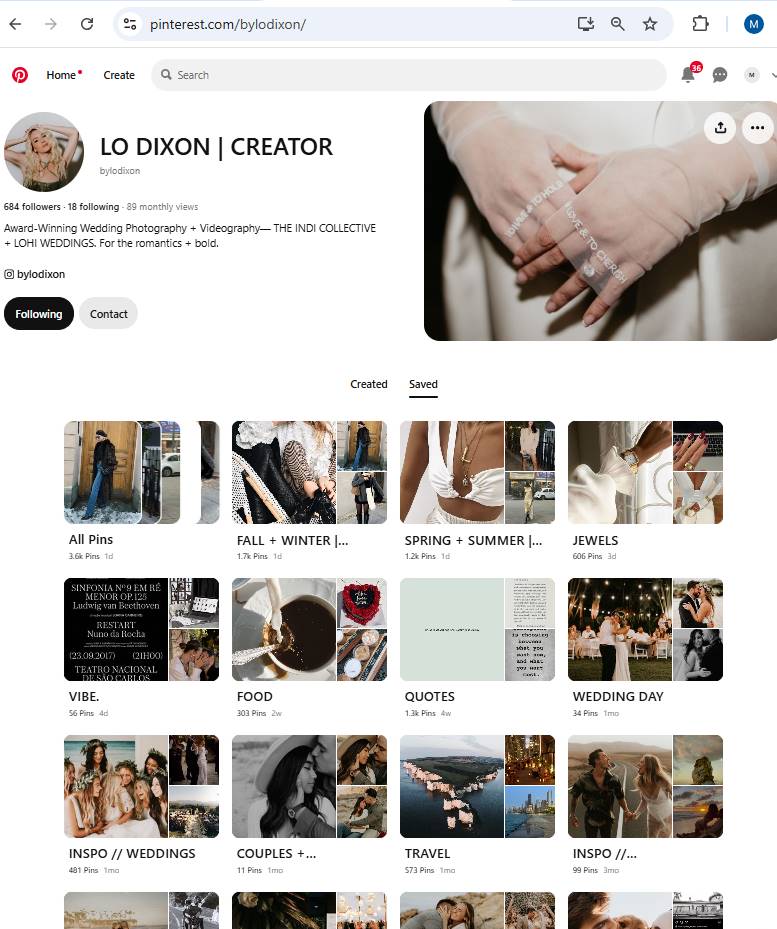 pinterest.com/bylodixon/
M
Home
Create
Search
36
M
LO DIXON | CREATOR
bylodixon
684 followers · 18 following · 89 monthly views
Award-Winning Wedding Photography + Videography— THE INDI COLLECTIVE
+ LOHI WEDDINGS. For the romantics + bold.
bylodixon
Following
Contact
TO HOLD
LOVE & TO CHERISH
Created
Saved
All Pins
3.6k Pins 1d
FALL + WINTER |...
1.7k Pins 1d
SPRING + SUMMER |...
1.2k Pins 1d
JEWELS
606 Pins 3d
SINFONIA Nº 9 EM RÉ
MENOR OP.125
Ludwig van Beethoven
RESTART
Nuno da Rocha
(23.09.2017) (21H00)
TEATRO NACIONAL
DE SÃO CARLOS
is choosing
between
what you
want now,
and what
you want
most.
VIBE.
56 Pins 4d
FOOD
303 Pins 2w
QUOTES
1.3k Pins 4w
WEDDING DAY
34 Pins 1mo
INSPO // WEDDINGS
481 Pins 1mo
COUPLES +...
11 Pins 1mo
TRAVEL
573 Pins 1mo
INSPO //...
99 Pins 3mo